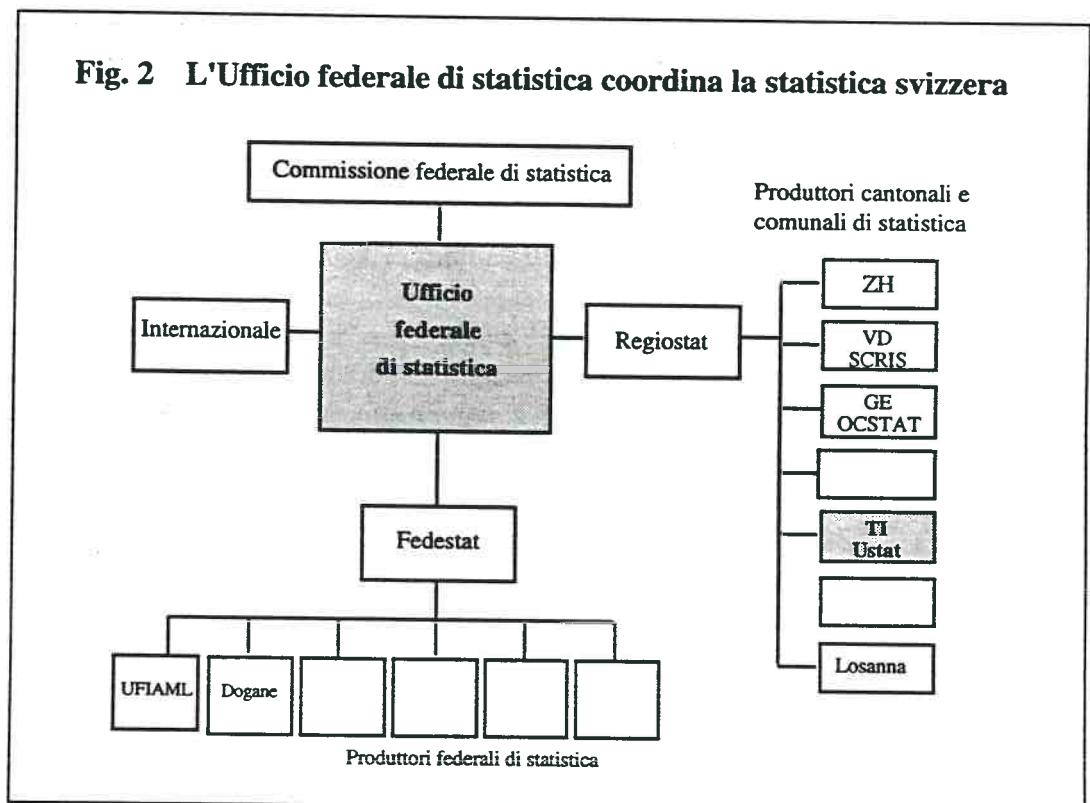 Fig. 2 L'Ufficio federale di statistica coordina la statistica svizzera
Commissione federale di statistica
Produttori cantonali e
comunali di statistica
Ufficio
federale
di statistica
Internazionale
Regiostat
ZH
VD
SCRIS
GE
OCSTAT
TI
Ustat
Losanna
Fedestat
UFIAML
Dogane
Produttori federali di statistica